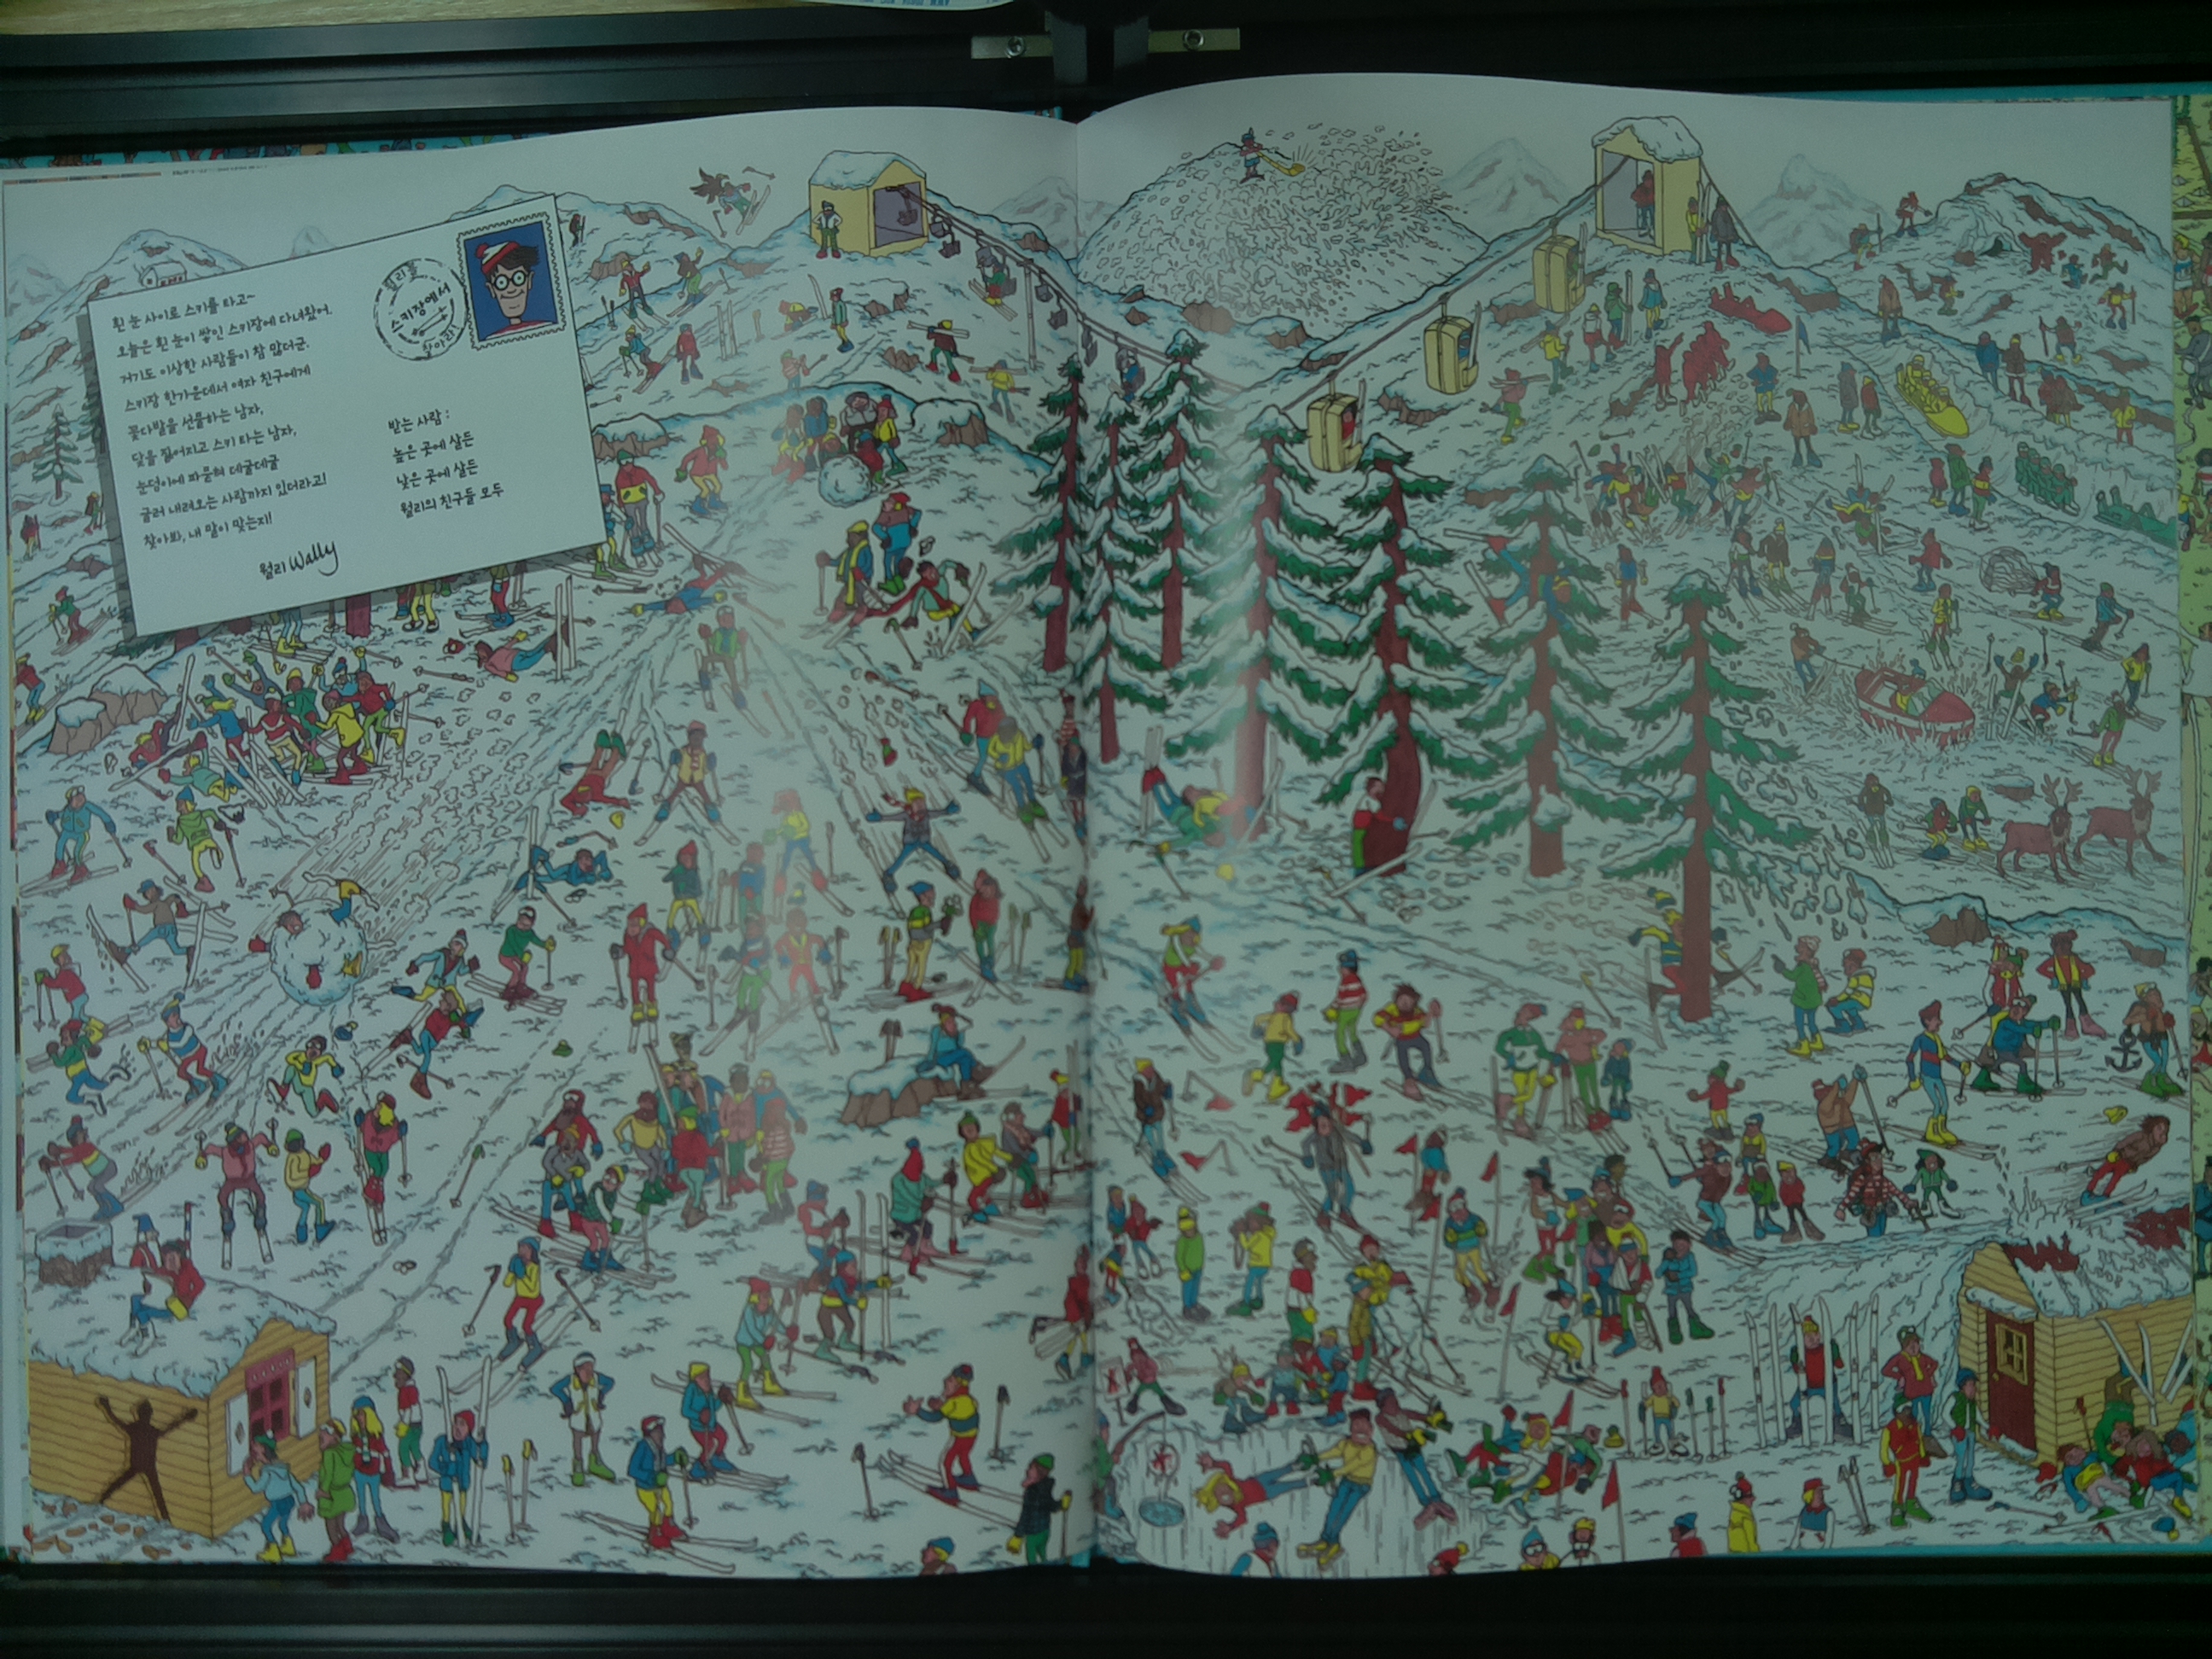 흰 눈 사이로 스키를 타고~
오늘은 흰 눈이 쌓인 스키장에 다녀왔어.
거기도 이상한 사람들이 참 많더군.
스키장 한가운데서 여자 친구에게
꽃다발을 선물하는 남자,
닻을 짊어지고 스키 타는 남자,
눈덩이에 파묻혀 데굴데굴
굴러 내려오는 사람까지 있더라고!
찾아봐, 내 말이 맞는지!
월리 Wally
월리를
스키장에서
찾아라!
받는 사람 :
높은 곳에 살든
낮은 곳에 살든
월리의 친구들 모두